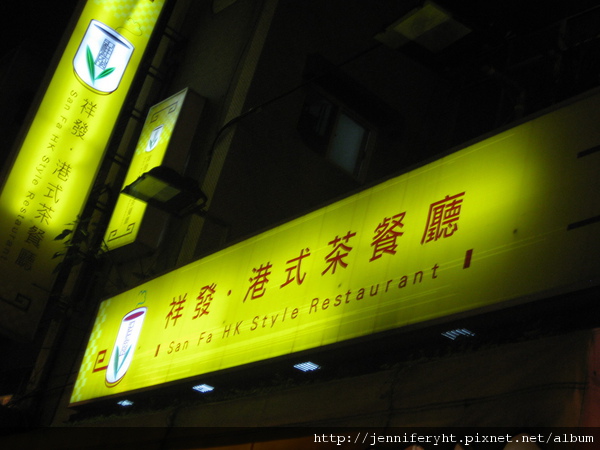 祥發·港式茶餐廳
San Fa HK Style Restaurant
祥發·港式茶餐廳
San Fa HK Style Restaurant
http://jenniferyht.pixnet.net/album